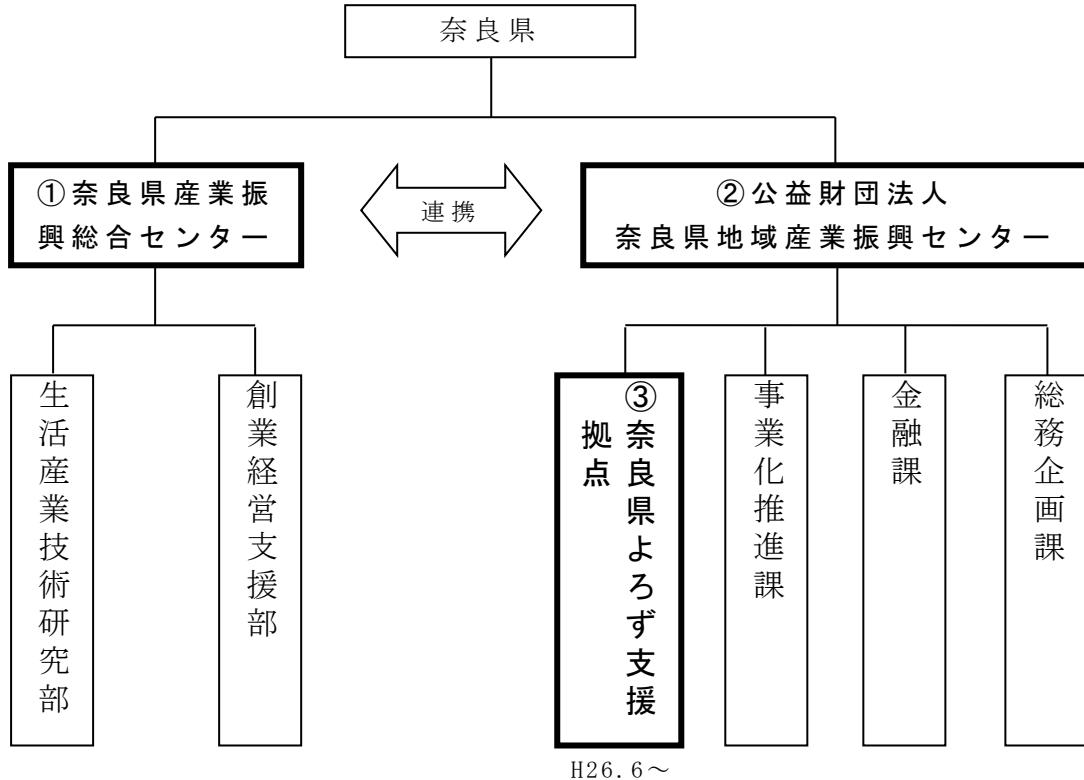 奈良県
①奈良県産業振
興総合センター
連携
②公益財団法人
奈良県地域産業振興センター
生活産業技術研究部
創業経営支援部
③奈良県よろず支援
拠点
事業化推進課
金融課
総務企画課
H26.6～